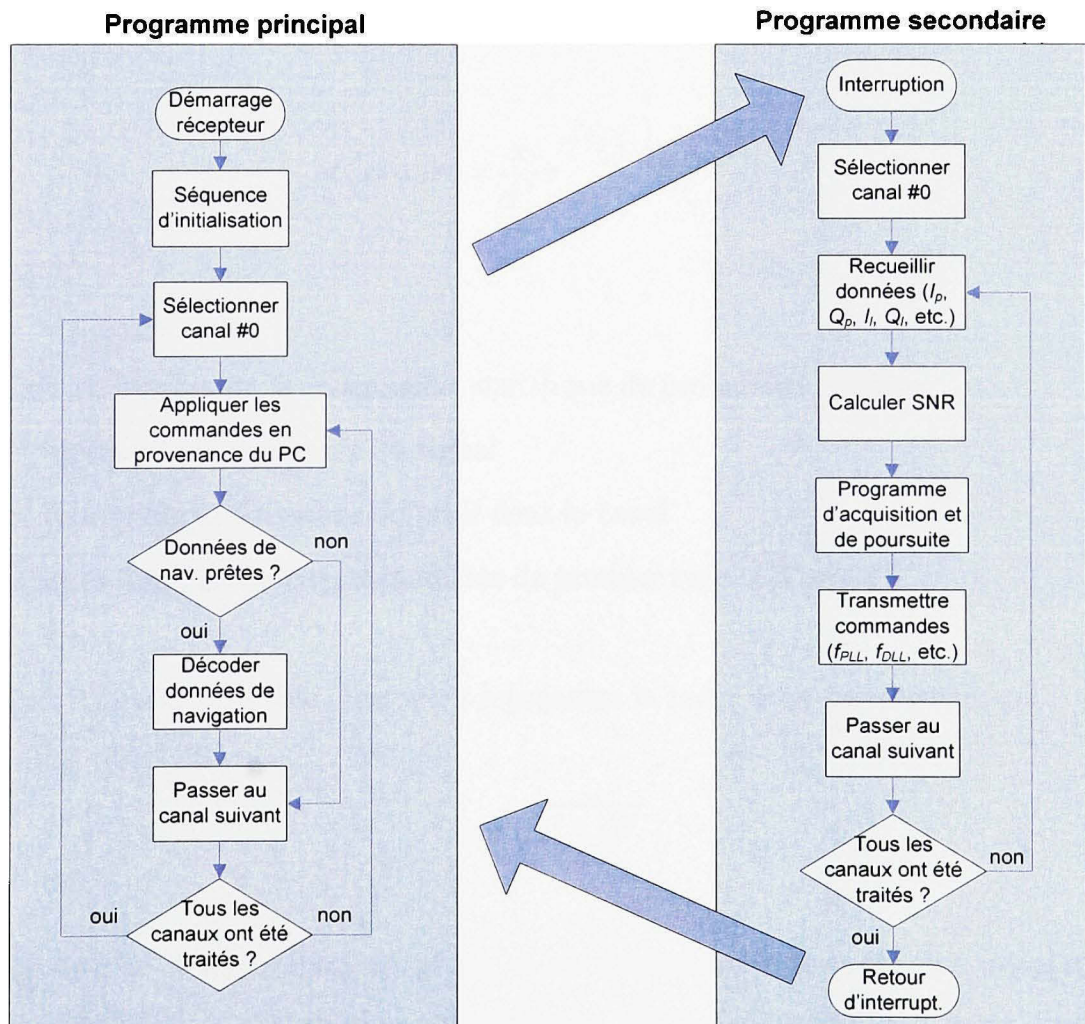 Programme principal
Démarrage
récepteur
Séquence
d'initialisation
Sélectionner
canal #0
Appliquer les
commandes en
provenance du PC
Données de
nav. prêtes ?
non
oui
Décoder
données de
navigation
Passer au
canal suivant
Tous les
canaux ont été
traités ?
oui
non
Programme secondaire
Interruption
Sélectionner
canal #0
Recueillir
données (Ip,
Qp, Il, Ql, etc.)
Calculer SNR
Programme
d'acquisition et
de poursuite
Transmettre
commandes
(fPLL, fDLL, etc.)
Passer au
canal suivant
Tous les
canaux ont été
traités ?
non
oui
Retour
d'interrupt.